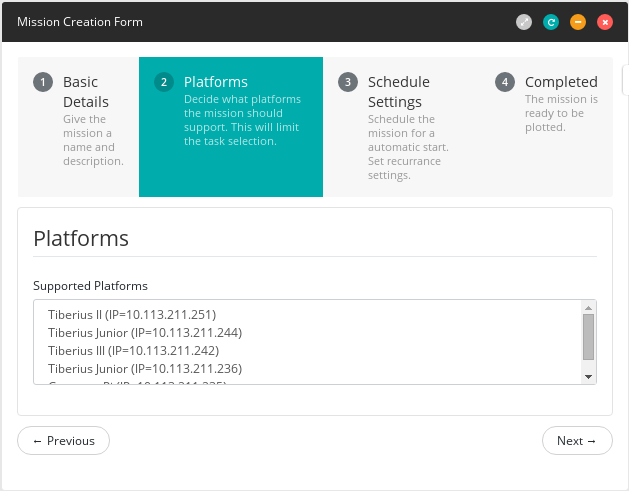 Mission Creation Form
1
Basic
Details
Give the
mission a
name and
description.
2
Platforms
Decide what platforms
the mission should
support. This will limit
the task selection.
3
Schedule
Settings
Schedule the
mission for a
automatic start.
Set recurrance
settings.
4
Completed
The mission is
ready to be
plotted.
Platforms
Supported Platforms
Tiberius II (IP=10.113.211.251)
Tiberius Junior (IP=10.113.211.244)
Tiberius III (IP=10.113.211.242)
Tiberius Junior (IP=10.113.211.236)
← Previous
Next →